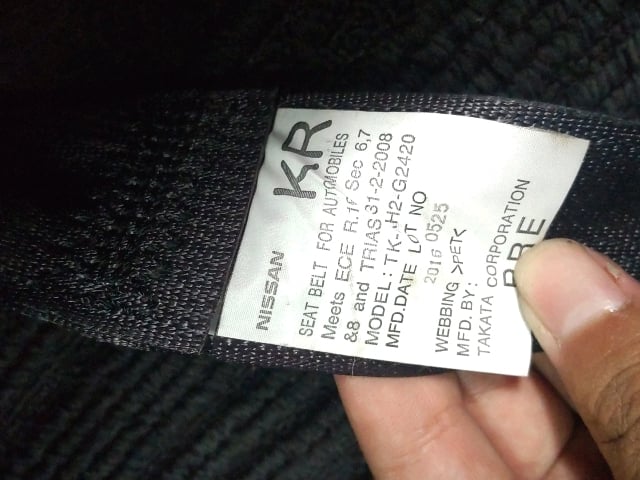 NISSAN KR
SEAT BELT FOR AUTOMOBILES
Meets ECE R.16 Sec 6,7
&8 and TRIAS31-2-2008
MODEL: TK- H2-G2420
MFD.DATE LOT NO
2016 0525
WEBBING >PET<
MFD.BY:
TAKATA CORPORATION